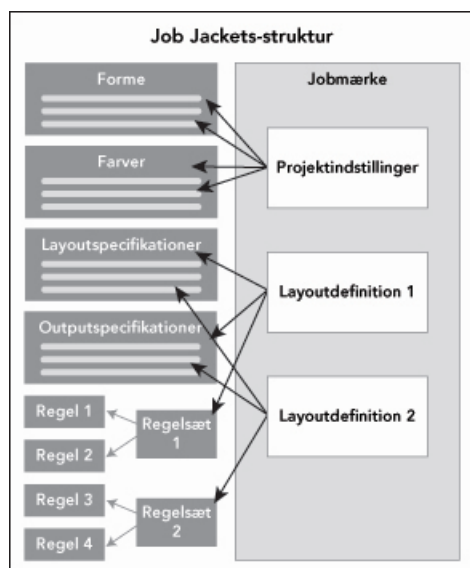 Job Jackets-struktur
Forme
Farver
Layoutspecifikationer
Outputspecifikationer
Regel 1
Regel 2
Regelsæt
1
Regel 3
Regel 4
Regelsæt
2
Jobmærke
Projektindstillinger
Layoutdefinition 1
Layoutdefinition 2